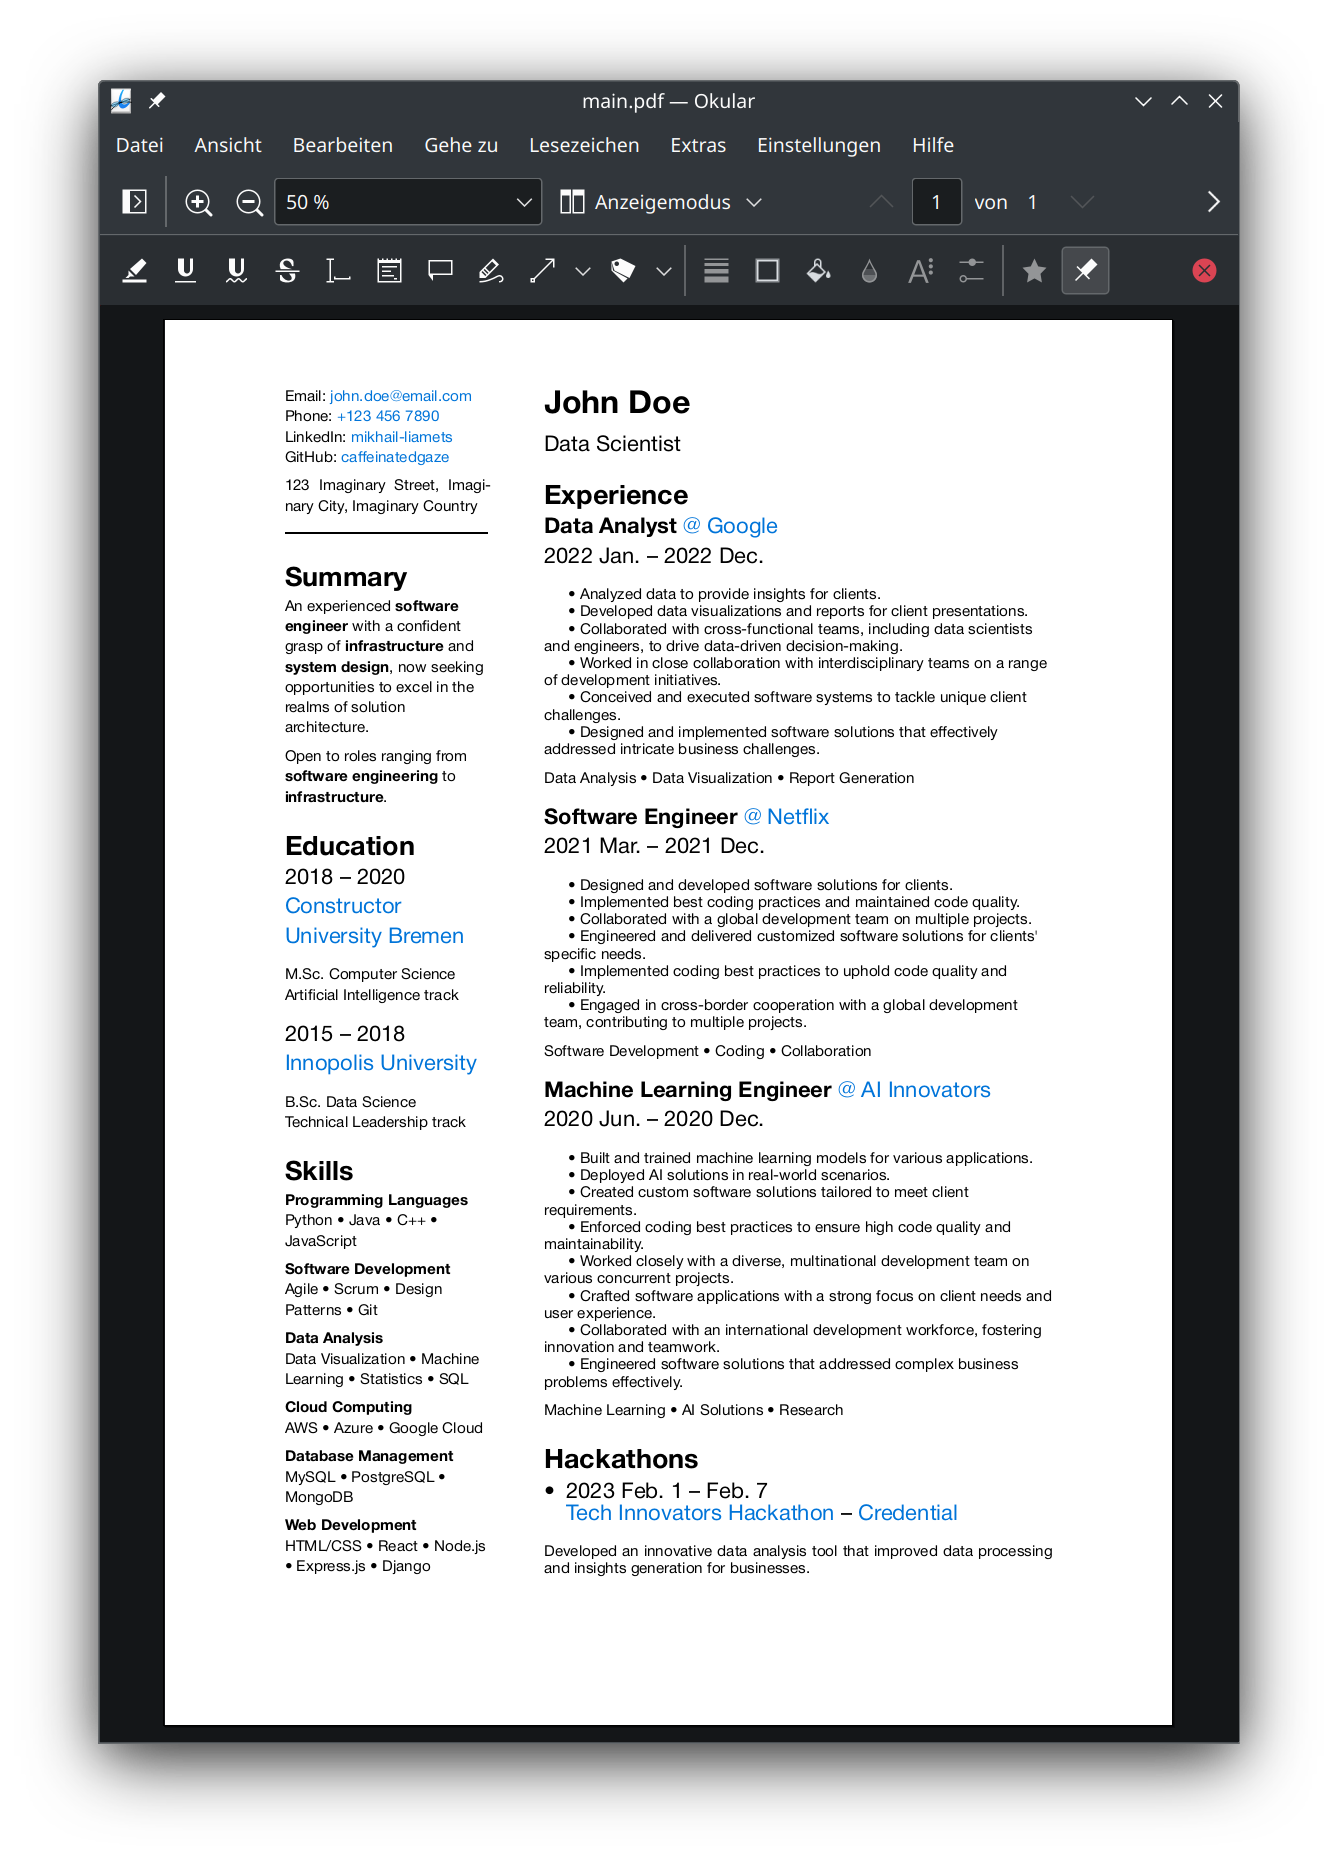 main.pdf — Okular
Datei Ansicht Bearbeiten Gehe zu Lesezeichen Extras Einstellungen Hilfe
50 % Anzeigemodus 1 von 1
Email: john.doe@email.com
Phone: +123 456 7890
LinkedIn: mikhail-liamets
GitHub: caffeinatedgaze
123 Imaginary Street, Imagi-
nary City, Imaginary Country
Summary
An experienced software
engineer with a confident
grasp of infrastructure and
system design, now seeking
opportunities to excel in the
realms of solution
architecture.
Open to roles ranging from
software engineering to
infrastructure.
Education
2018 – 2020
Constructor
University Bremen
M.Sc. Computer Science
Artificial Intelligence track
2015 – 2018
Innopolis University
B.Sc. Data Science
Technical Leadership track
Skills
Programming Languages
Python • Java • C++ •
JavaScript
Software Development
Agile • Scrum • Design
Patterns • Git
Data Analysis
Data Visualization • Machine
Learning • Statistics • SQL
Cloud Computing
AWS • Azure • Google Cloud
Database Management
MySQL • PostgreSQL •
MongoDB
Web Development
HTML/CSS • React • Node.js
• Express.js • Django
John Doe
Data Scientist
Experience
Data Analyst @ Google
2022 Jan. – 2022 Dec.
• Analyzed data to provide insights for clients.
• Developed data visualizations and reports for client presentations.
• Collaborated with cross-functional teams, including data scientists
and engineers, to drive data-driven decision-making.
• Worked in close collaboration with interdisciplinary teams on a range
of development initiatives.
• Conceived and executed software systems to tackle unique client
challenges.
• Designed and implemented software solutions that effectively
addressed intricate business challenges.
Data Analysis • Data Visualization • Report Generation
Software Engineer @ Netflix
2021 Mar. – 2021 Dec.
• Designed and developed software solutions for clients.
• Implemented best coding practices and maintained code quality.
• Collaborated with a global development team on multiple projects.
• Engineered and delivered customized software solutions for clients'
specific needs.
• Implemented coding best practices to uphold code quality and
reliability.
• Engaged in cross-border cooperation with a global development
team, contributing to multiple projects.
Software Development • Coding • Collaboration
Machine Learning Engineer @ AI Innovators
2020 Jun. – 2020 Dec.
• Built and trained machine learning models for various applications.
• Deployed AI solutions in real-world scenarios.
• Created custom software solutions tailored to meet client
requirements.
• Enforced coding best practices to ensure high code quality and
maintainability.
• Worked closely with a diverse, multinational development team on
various concurrent projects.
• Crafted software applications with a strong focus on client needs and
user experience.
• Collaborated with an international development workforce, fostering
innovation and teamwork.
• Engineered software solutions that addressed complex business
problems effectively.
Machine Learning • AI Solutions • Research
Hackathons
• 2023 Feb. 1 – Feb. 7
Tech Innovators Hackathon – Credential
Developed an innovative data analysis tool that improved data processing
and insights generation for businesses.